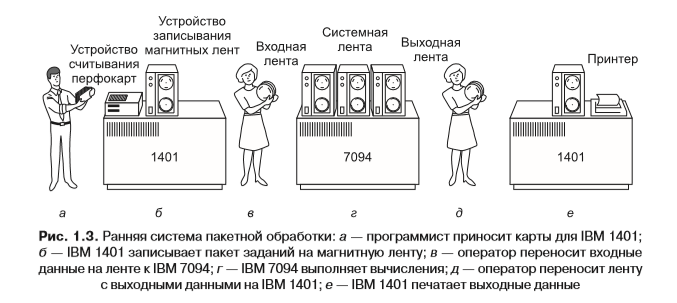 Устройство
считывания
перфокарт
Устройство
записывания
магнитных лент
Входная
лента
Системная
лента
Выходная
лента
Принтер
1401
7094
1401
а
б
в
г
д
е
Рис. 1.3. Ранняя система пакетной обработки: а — программист приносит карты для IBM 1401;
б — IBM 1401 записывает пакет заданий на магнитную ленту; в — оператор переносит входные
данные на ленте к IBM 7094; г — IBM 7094 выполняет вычисления; д — оператор переносит ленту
с выходными данными на IBM 1401; е — IBM 1401 печатает выходные данные